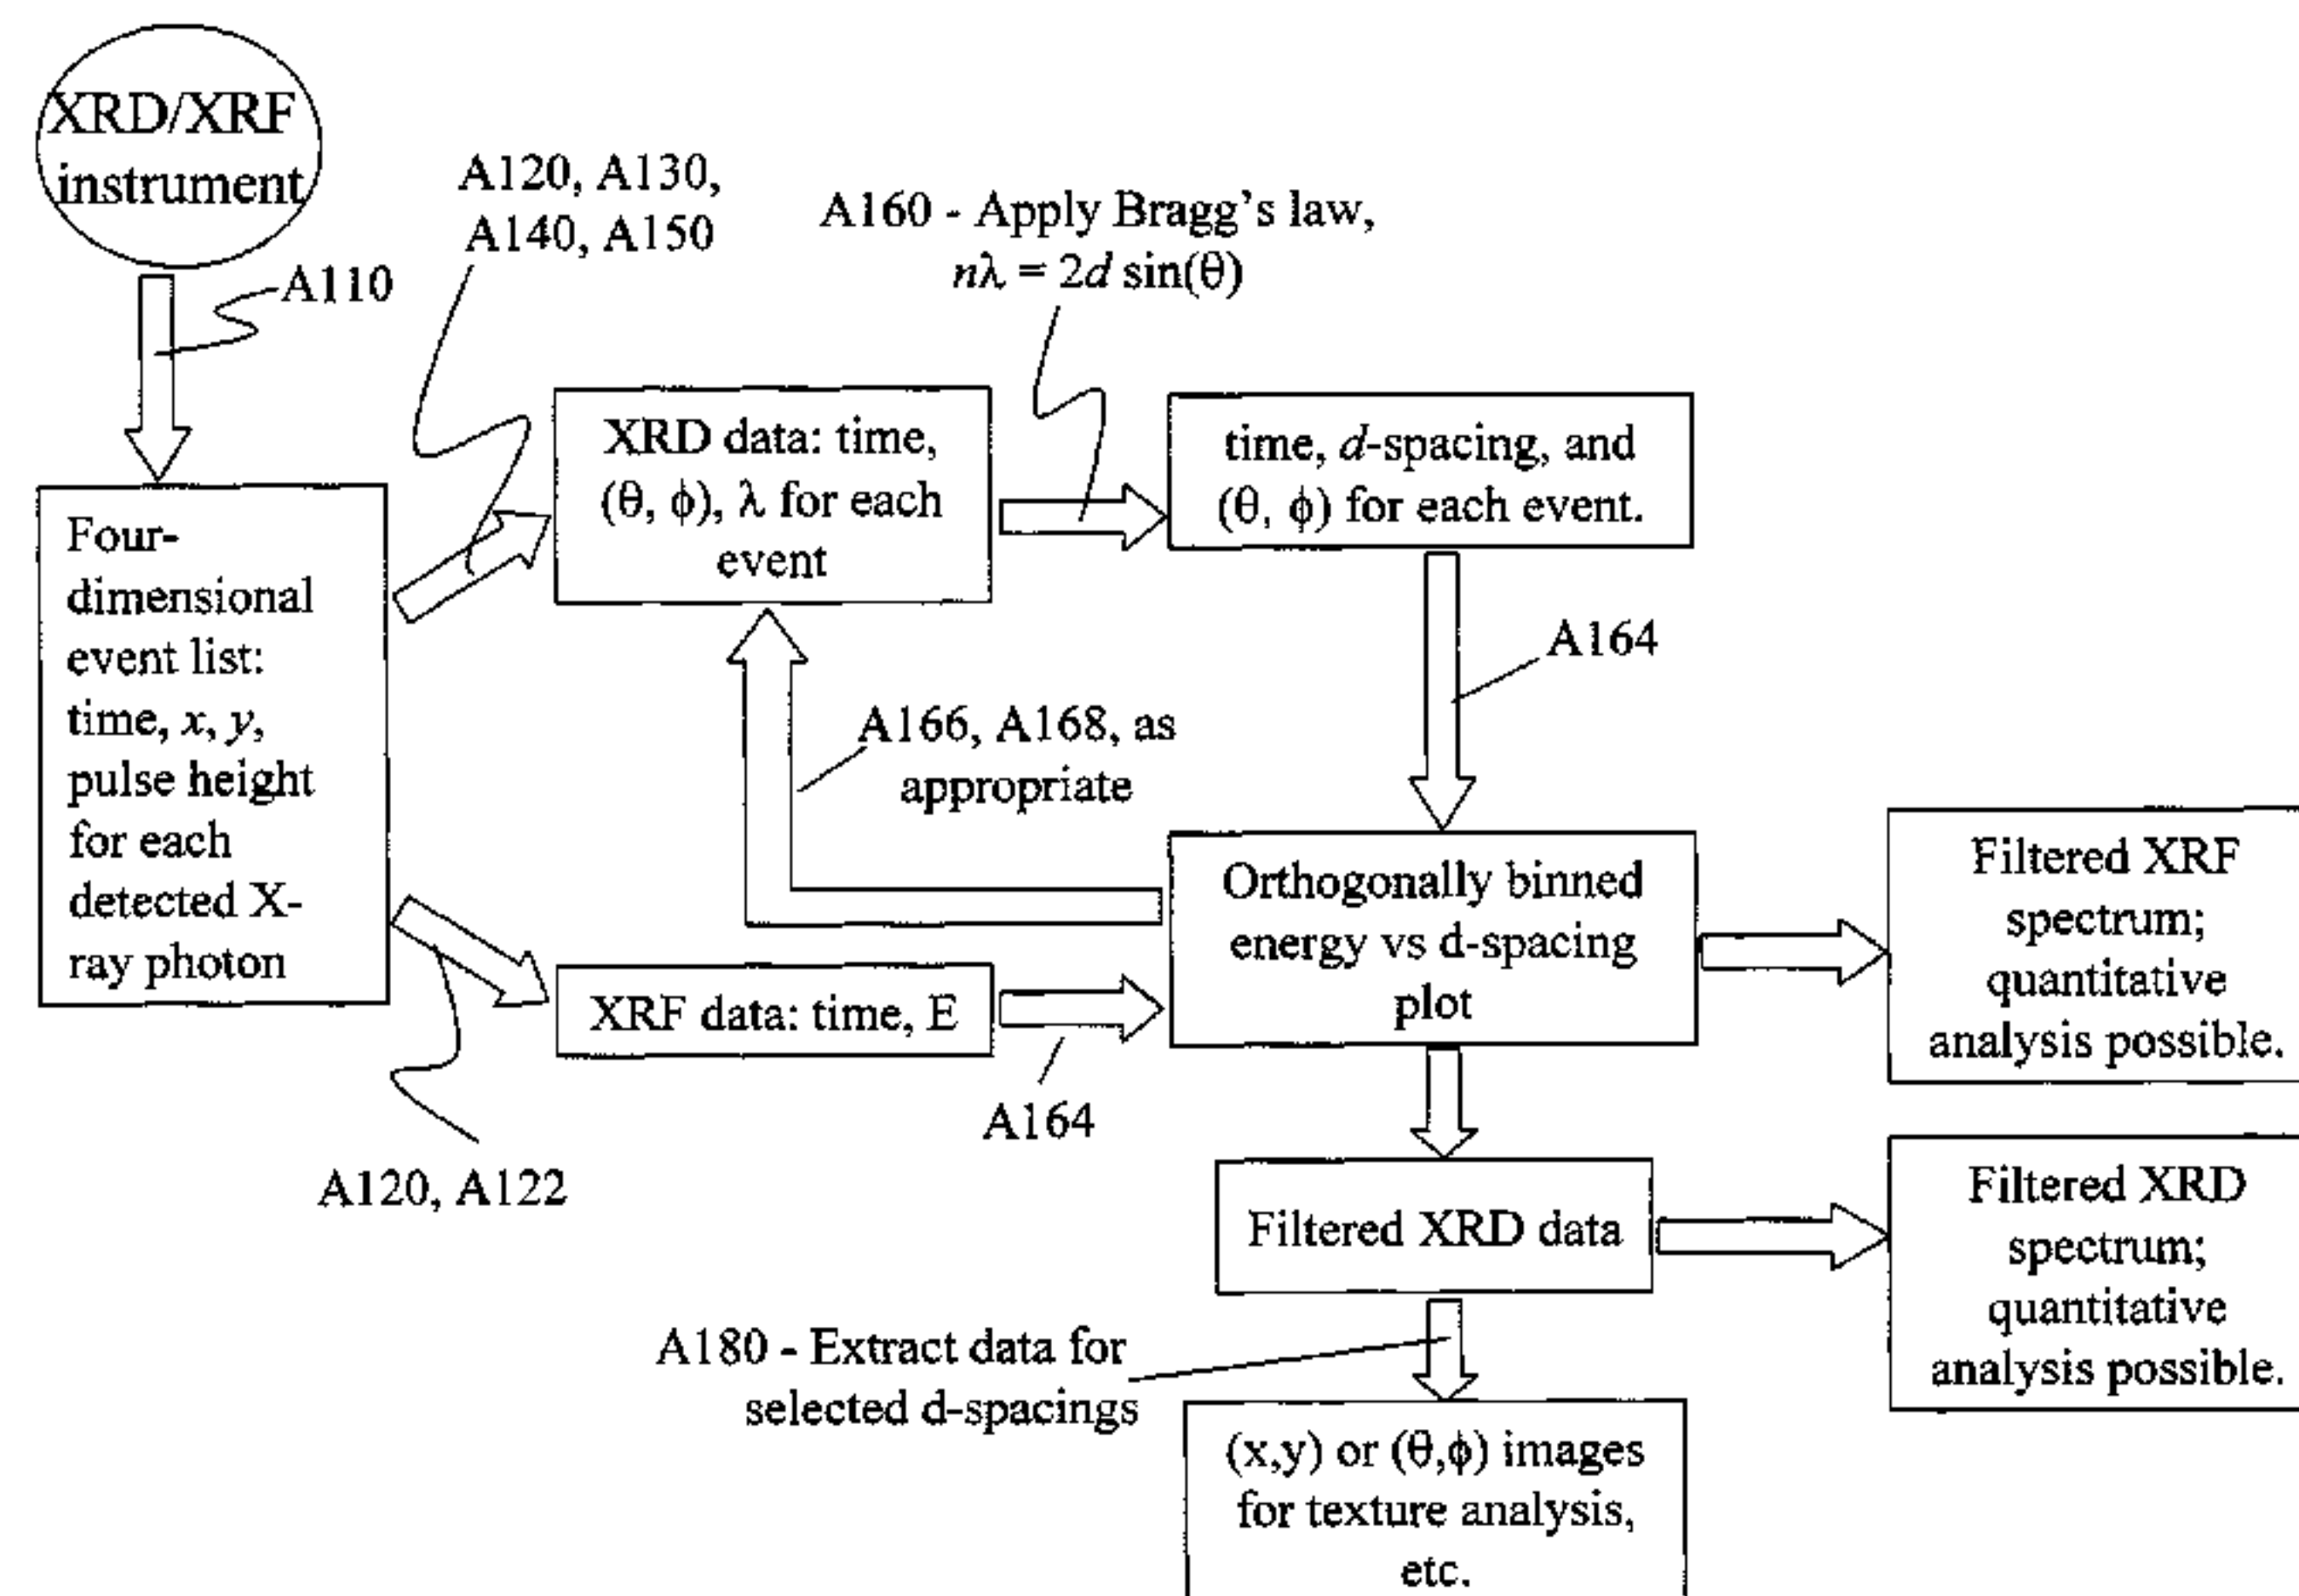 XRD/XRF
instrument
A110
A120, A130,
A140, A150
A160 - Apply Bragg's law,
nλ = 2d sin(θ)
Four-
dimensional
event list:
time, x, y,
pulse height
for each
detected X-
ray photon
XRD data: time,
(θ, ϕ), λ for each
event
time, d-spacing, and
(θ, ϕ) for each event.
A164
A166, A168, as
appropriate
XRF data: time, E
A164
A120, A122
Orthogonally binned
energy vs d-spacing
plot
Filtered XRF
spectrum;
quantitative
analysis possible.
Filtered XRD data
Filtered XRD
spectrum;
quantitative
analysis possible.
A180 - Extract data for
selected d-spacings
(x,y) or (θ,ϕ) images
for texture analysis,
etc.